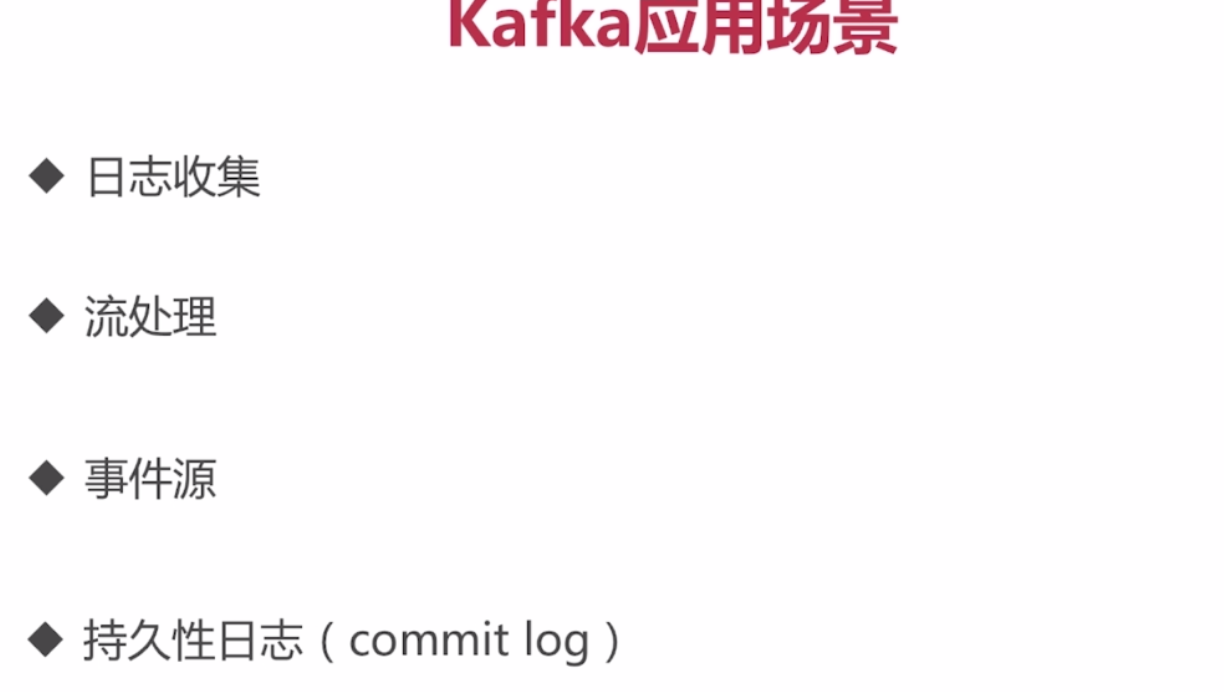 Kafka应用场景
◆ 日志收集
◆ 流处理
◆ 事件源
◆ 持久性日志（commit log）